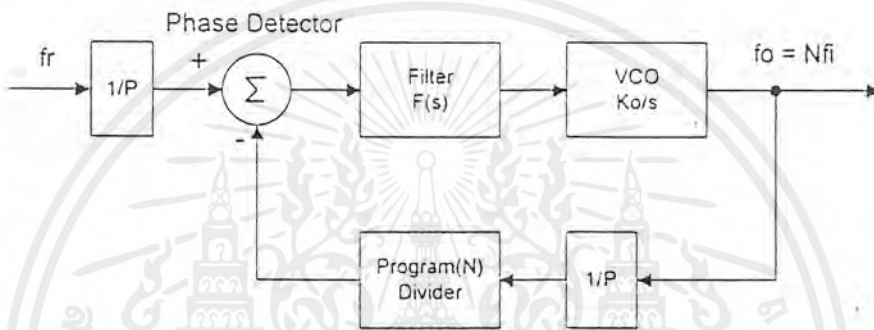 Phase Detector
fr
1/P
+
Σ
-
Filter
F(s)
VCO
Ko/s
fo = Nfi
Program(N)
Divider
1/P